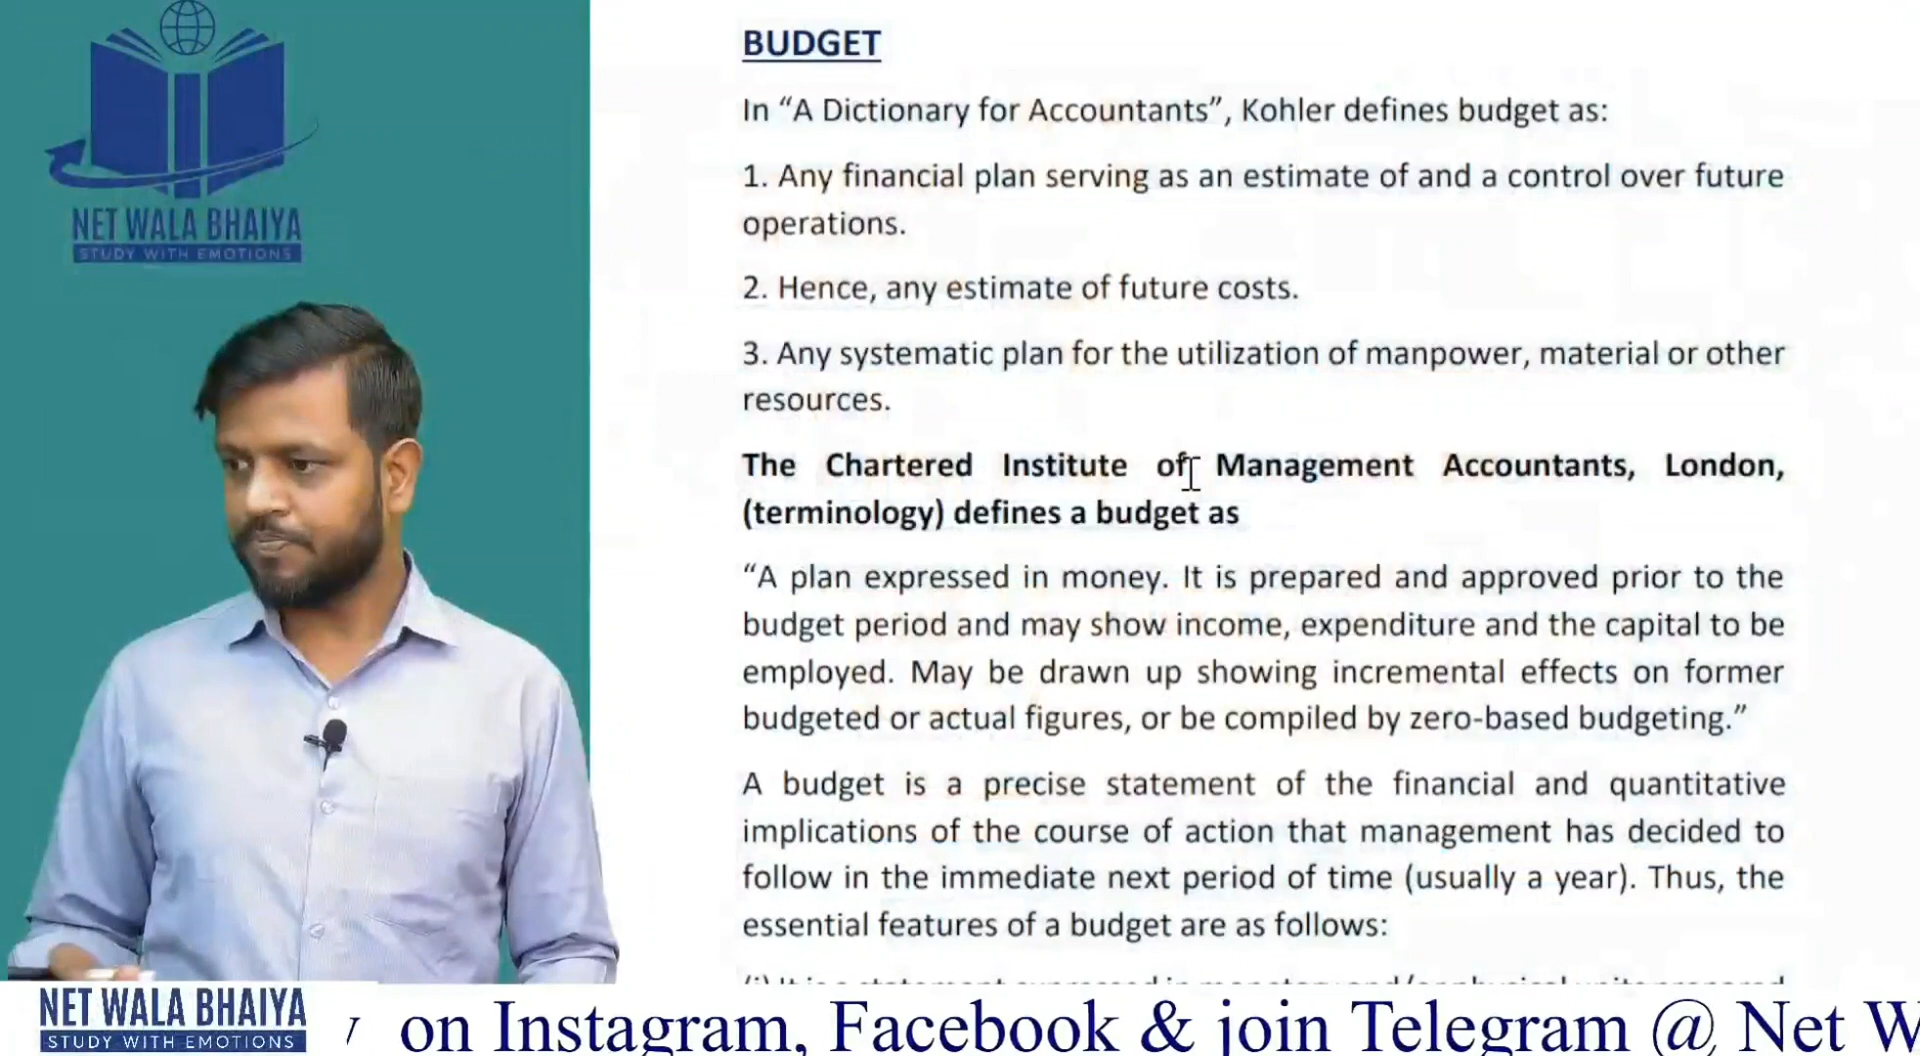 NET WALA BHAIYA
STUDY WITH EMOTIONS
BUDGET
In “A Dictionary for Accountants”, Kohler defines budget as:
1. Any financial plan serving as an estimate of and a control over future
operations.
2. Hence, any estimate of future costs.
3. Any systematic plan for the utilization of manpower, material or other
resources.
The Chartered Institute of Management Accountants, London,
(terminology) defines a budget as
“A plan expressed in money. It is prepared and approved prior to the
budget period and may show income, expenditure and the capital to be
employed. May be drawn up showing incremental effects on former
budgeted or actual figures, or be compiled by zero-based budgeting.”
A budget is a precise statement of the financial and quantitative
implications of the course of action that management has decided to
follow in the immediate next period of time (usually a year). Thus, the
essential features of a budget are as follows:
NET WALA BHAIYA
STUDY WITH EMOTIONS
on Instagram, Facebook & join Telegram @ Net W